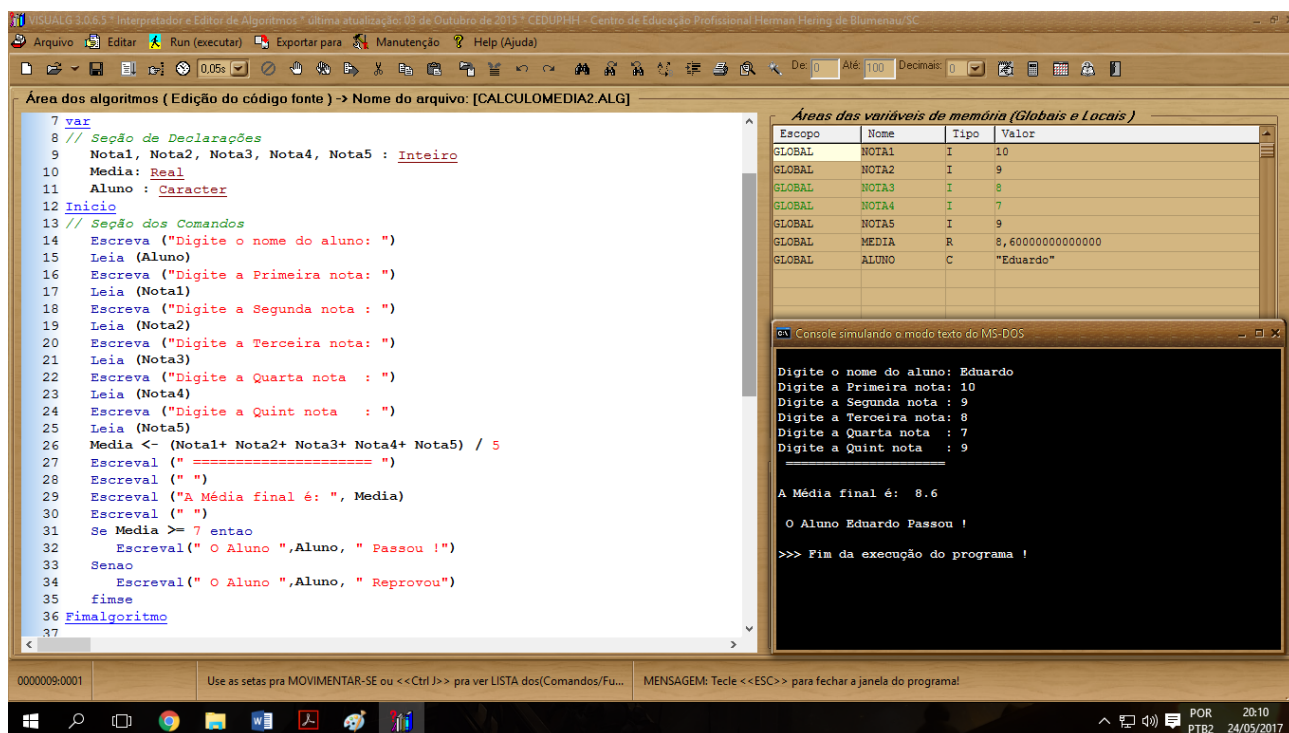 VISUALG 3.0.6.5 * Interpretador e Editor de Algoritmos * última atualização: 03 de Outubro de 2015 * CEDUPHH - Centro de Educação Profissional Herman Hering de Blumenau/SC
Arquivo Editar Run (executar) Exportar para Manutenção Help (Ajuda)
0,05s De: 0 Até: 100 Decimais: 0
Área dos algoritmos ( Edição do código fonte ) -> Nome do arquivo: [CALCULOMEDIA2.ALG]
7 var
8 // Seção de Declarações
9 Nota1, Nota2, Nota3, Nota4, Nota5 : Inteiro
10 Media: Real
11 Aluno : Caracter
12 Inicio
13 // Seção dos Comandos
14 Escreva ("Digite o nome do aluno: ")
15 Leia (Aluno)
16 Escreva ("Digite a Primeira nota: ")
17 Leia (Nota1)
18 Escreva ("Digite a Segunda nota : ")
19 Leia (Nota2)
20 Escreva ("Digite a Terceira nota: ")
21 Leia (Nota3)
22 Escreva ("Digite a Quarta nota  : ")
23 Leia (Nota4)
24 Escreva ("Digite a Quint nota   : ")
25 Leia (Nota5)
26 Media <- (Nota1+ Nota2+ Nota3+ Nota4+ Nota5) / 5
27 Escreval (" ===================== ")
28 Escreval (" ")
29 Escreval ("A Média final é: ", Media)
30 Escreval (" ")
31 Se Media >= 7 entao
32 Escreval(" O Aluno ",Aluno, " Passou !")
33 Senao
34 Escreval(" O Aluno ",Aluno, " Reprovou")
35 fimse
36 Fimalgoritmo
37
Áreas das variáveis de memória (Globais e Locais )
Escopo Nome Tipo Valor
GLOBAL NOTA1 I 10
GLOBAL NOTA2 I 9
GLOBAL NOTA3 I 8
GLOBAL NOTA4 I 7
GLOBAL NOTA5 I 9
GLOBAL MEDIA R 8,60000000000000
GLOBAL ALUNO C "Eduardo"
Console simulando o modo texto do MS-DOS
Digite o nome do aluno: Eduardo
Digite a Primeira nota: 10
Digite a Segunda nota : 9
Digite a Terceira nota: 8
Digite a Quarta nota  : 7
Digite a Quint nota   : 9
=====================
A Média final é:  8.6
O Aluno Eduardo Passou !
>>> Fim da execução do programa !
0000009:0001 Use as setas pra MOVIMENTAR-SE ou <<Ctrl J>> pra ver LISTA dos(Comandos/Fu... MENSAGEM: Tecle <<ESC>> para fechar a janela do programa!
POR 20:10
PTB2 24/05/2017